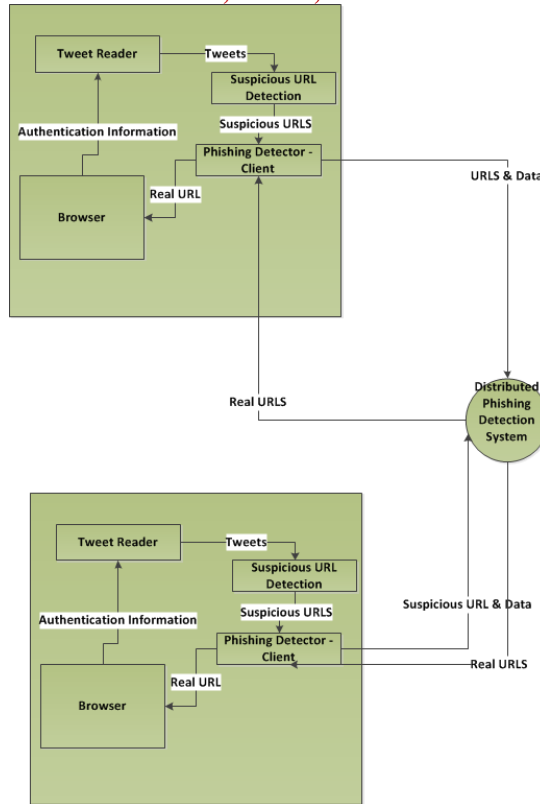 Tweet Reader
Tweets
Suspicious URL
Detection
Suspicious URLS
Authentication Information
Phishing Detector -
Client
Real URL
Browser
URLS & Data
Real URLS
Distributed
Phishing
Detection
System
Tweet Reader
Tweets
Suspicious URL
Detection
Suspicious URLS
Authentication Information
Suspicious URL & Data
Phishing Detector -
Client
Real URLS
Real URL
Browser